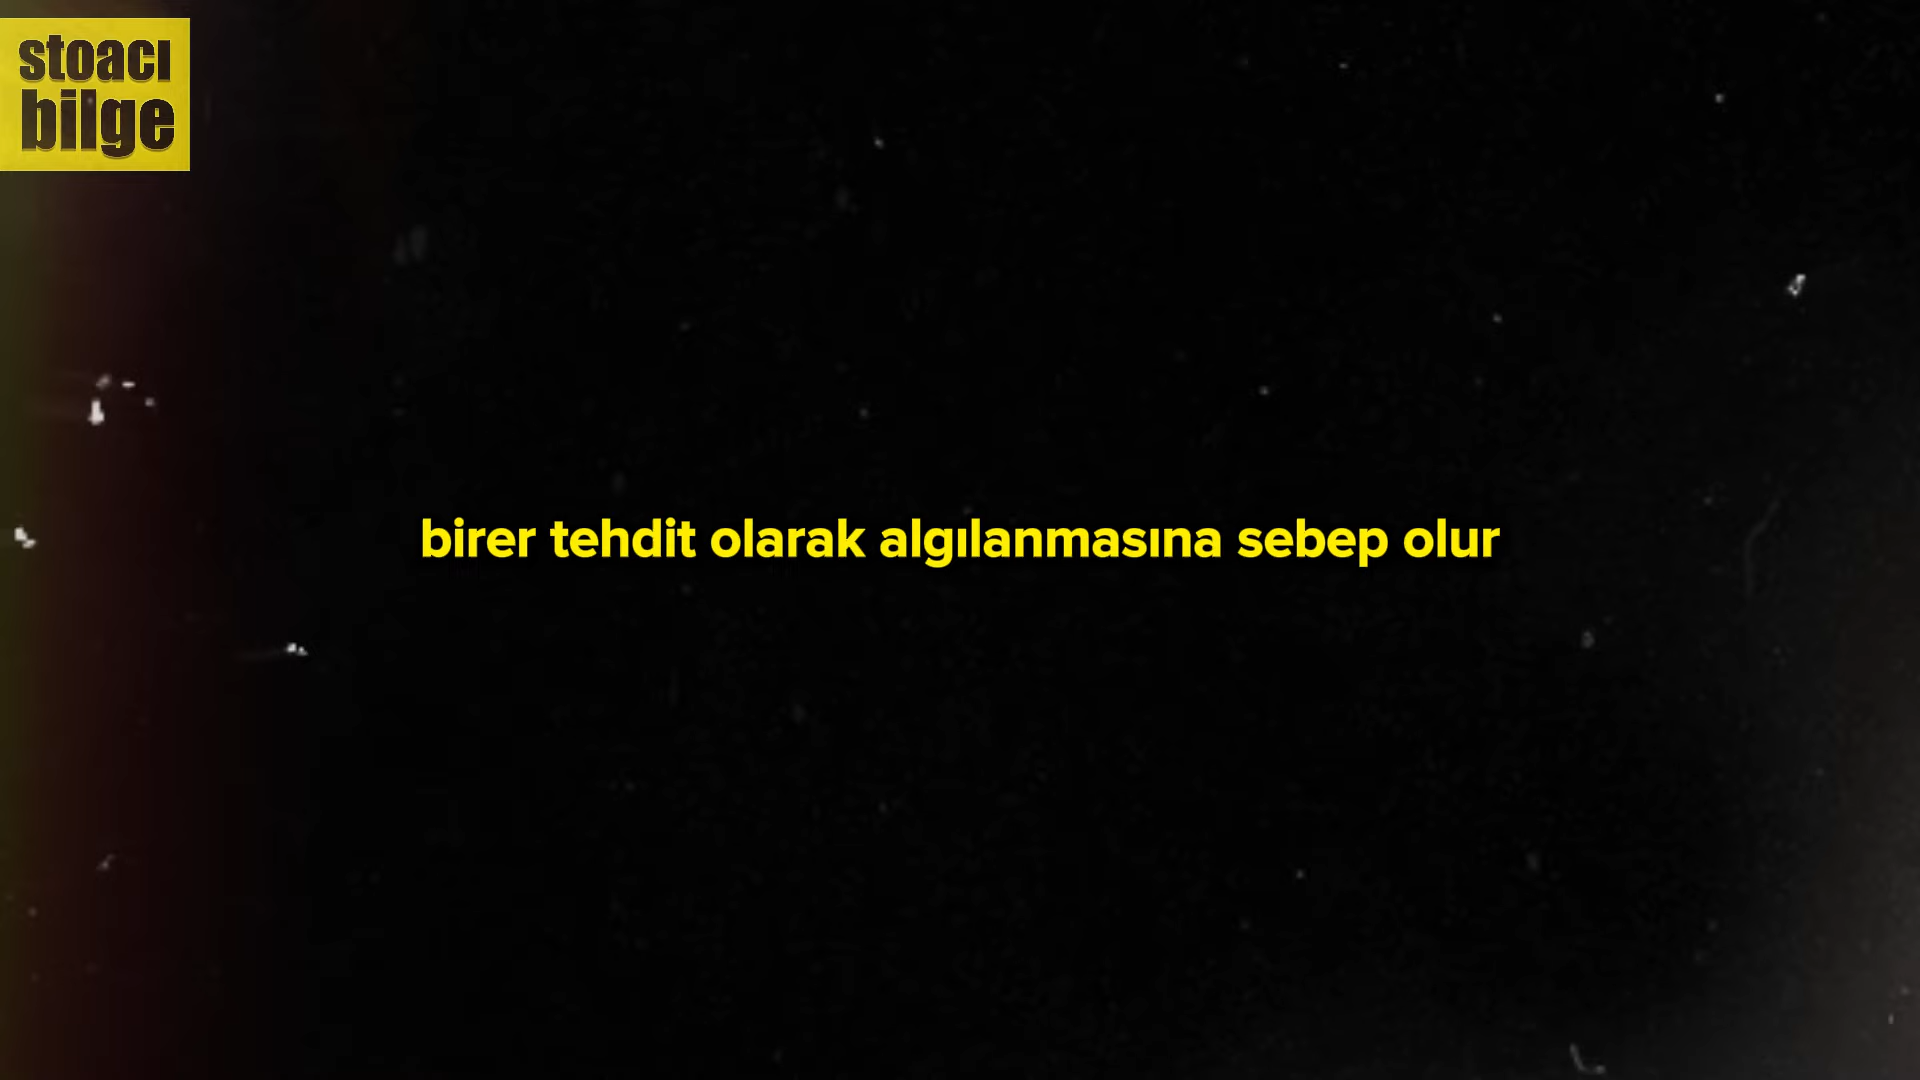 stoacı
bilge
birer tehdit olarak algılanmasına sebep olur